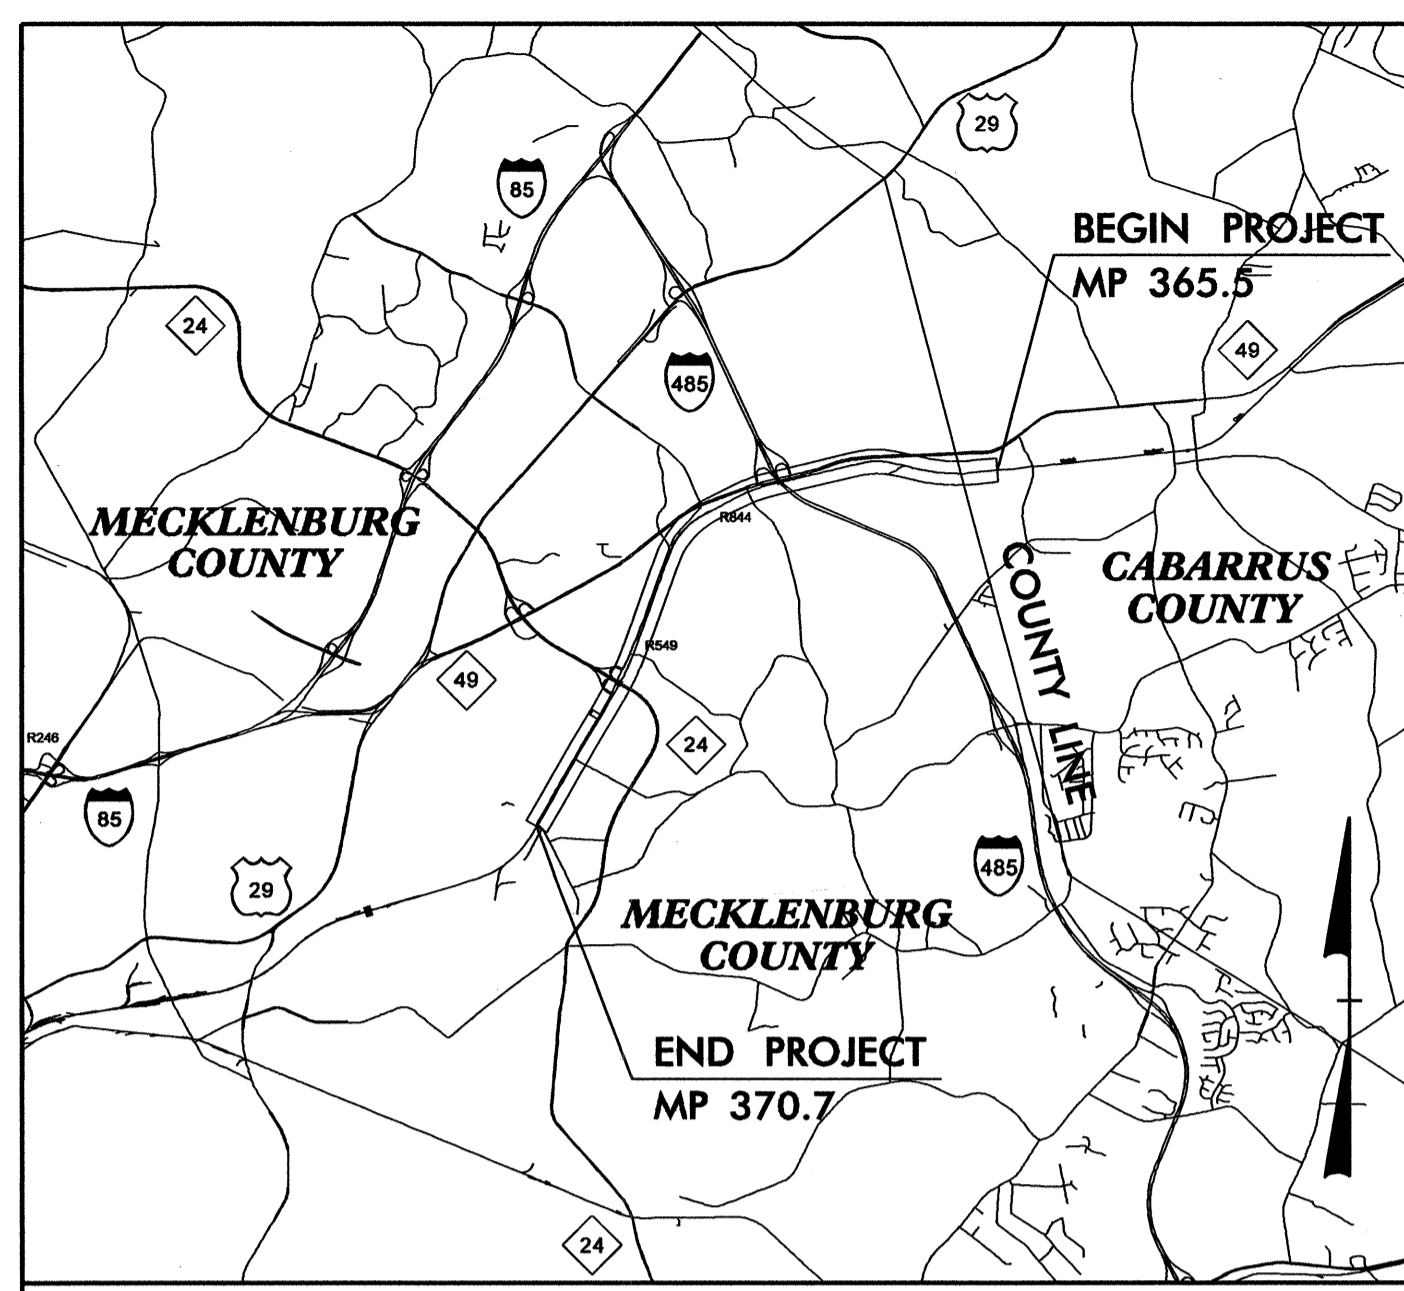 29
85
BEGIN PROJECT
MP 365.5
24
49
485
MECKLENBURG
COUNTY
R844
CABARRUS
COUNTY
COUNTY LINE
R549
49
24
R246
85
29
485
MECKLENBURG
COUNTY
END PROJECT
MP 370.7
24